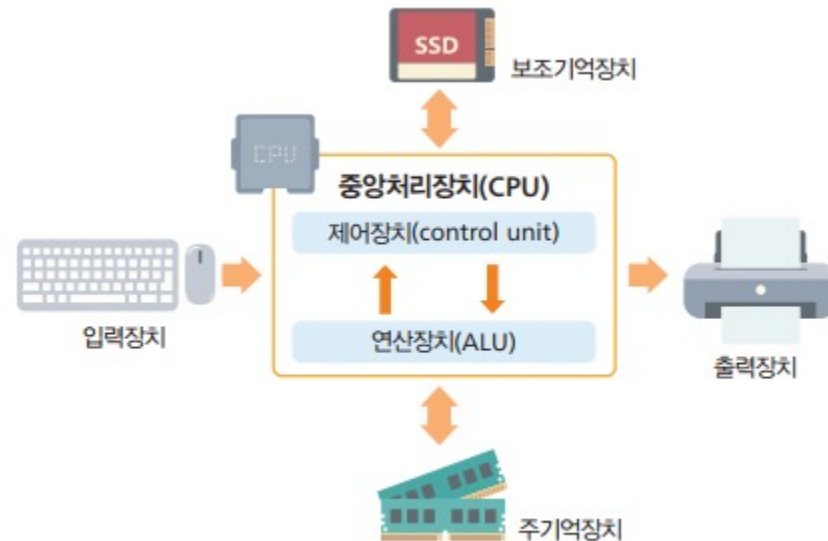 SSD
보조기억장치
CPU
중앙처리장치(CPU)
제어장치(control unit)
입력장치
연산장치(ALU)
출력장치
주기억장치